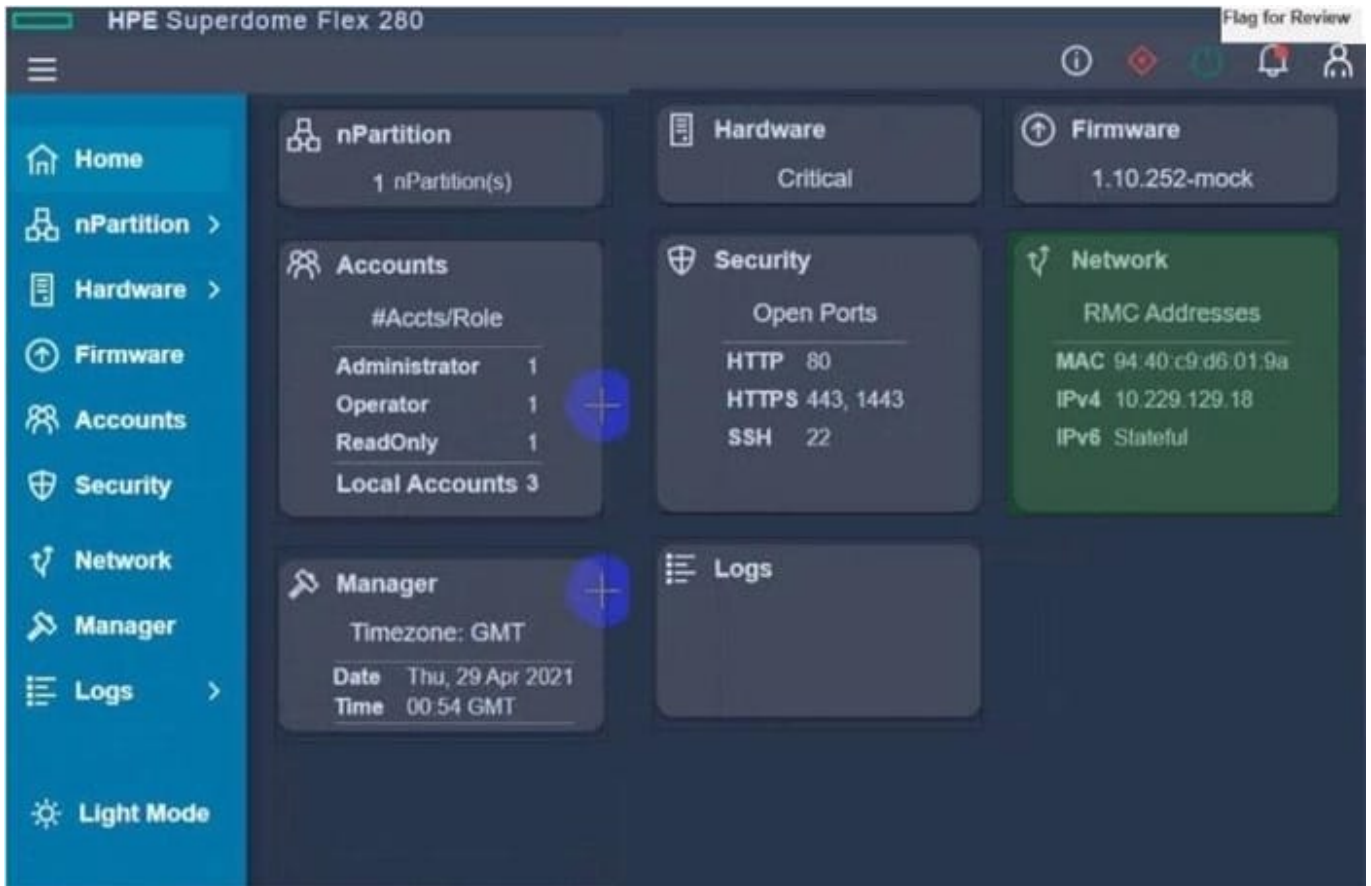 HPE Superdome Flex 280
Flag for Review
Home
nPartition
Hardware
Firmware
Accounts
Security
Network
Manager
Logs
Light Mode
nPartition
1 nPartition(s)
Hardware
Critical
Firmware
1.10.252-mock
Accounts
#Accts/Role
Administrator 1
Operator 1
ReadOnly 1
Local Accounts 3
Security
Open Ports
HTTP 80
HTTPS 443, 1443
SSH 22
Network
RMC Addresses
MAC 94:40:c9:d6:01:9a
IPv4 10.229.129.18
IPv6 Stateful
Manager
Timezone: GMT
Date Thu, 29 Apr 2021
Time 00:54 GMT
Logs